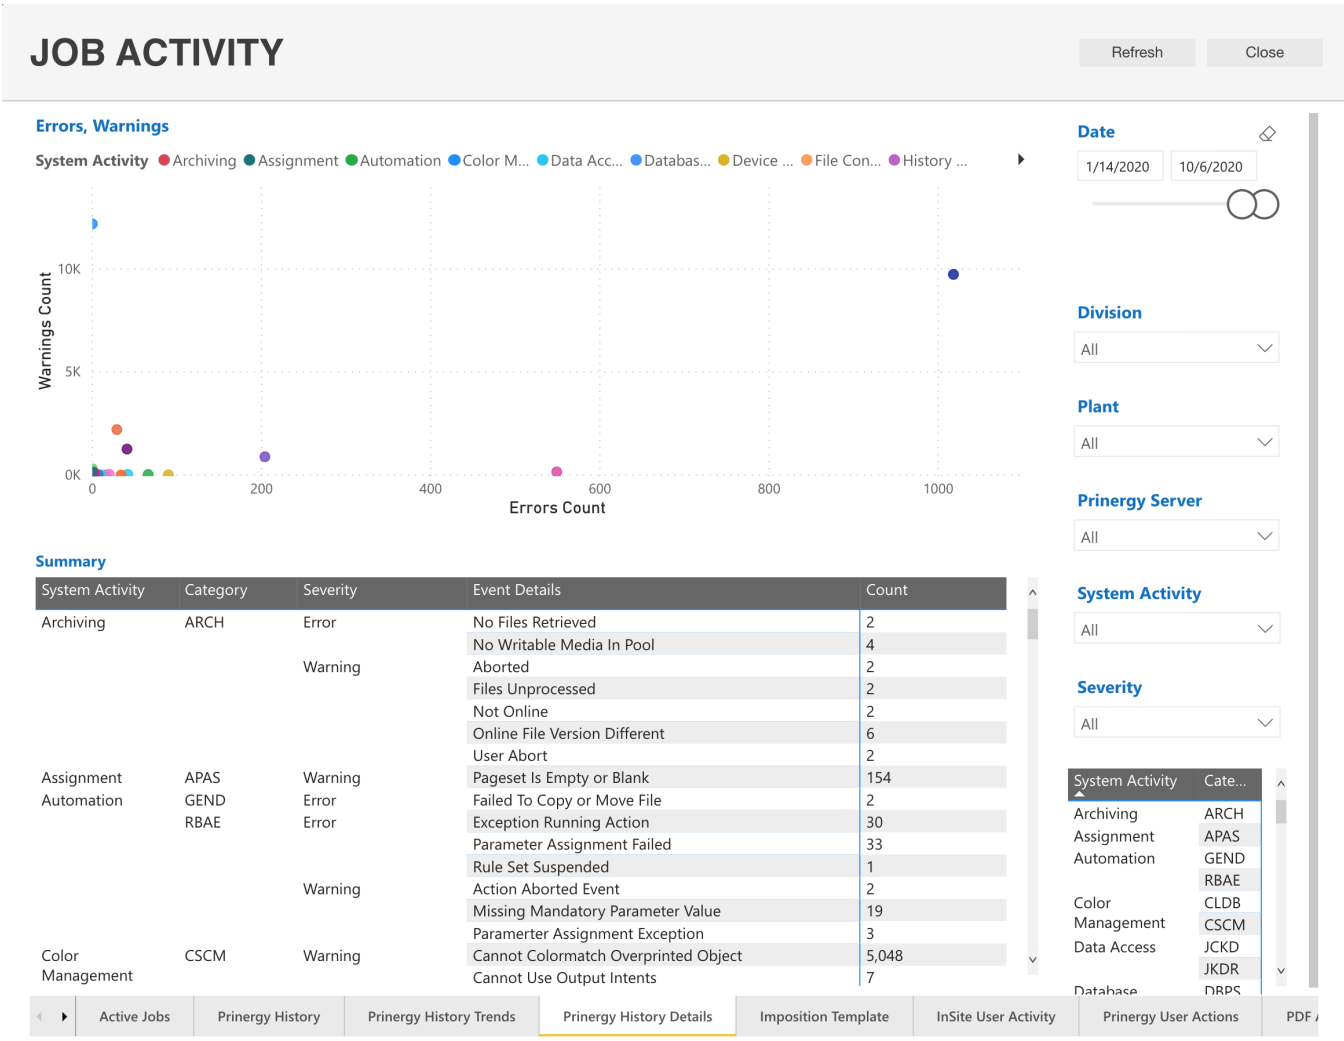 JOB ACTIVITY
Refresh Close
Errors, Warnings
System Activity Archiving Assignment Automation Color M... Data Acc... Databas... Device ... File Con... History ...
Warnings Count
10K
5K
0K
0 200 400 600 800 1000
Errors Count
Date
1/14/2020 10/6/2020
Division
All
Plant
All
Prinergy Server
All
System Activity
All
Severity
All
Summary
System Activity Category Severity Event Details Count
Archiving ARCH Error No Files Retrieved 2
No Writable Media In Pool 4
Warning Aborted 2
Files Unprocessed 2
Not Online 2
Online File Version Different 6
User Abort 2
Assignment APAS Warning Pageset Is Empty or Blank 154
Automation GEND Error Failed To Copy or Move File 2
RBAE Error Exception Running Action 30
Parameter Assignment Failed 33
Rule Set Suspended 1
Warning Action Aborted Event 2
Missing Mandatory Parameter Value 19
Paramerter Assignment Exception 3
Color CSCM Warning Cannot Colormatch Overprinted Object 5,048
Management Cannot Use Output Intents 7
System Activity Cate...
Archiving ARCH
Assignment APAS
Automation GEND
RBAE
Color CLDB
Management CSCM
Data Access JCKD
JKDR
Database DBPS
Active Jobs Prinergy History Prinergy History Trends Prinergy History Details Imposition Template InSite User Activity Prinergy User Actions PDF